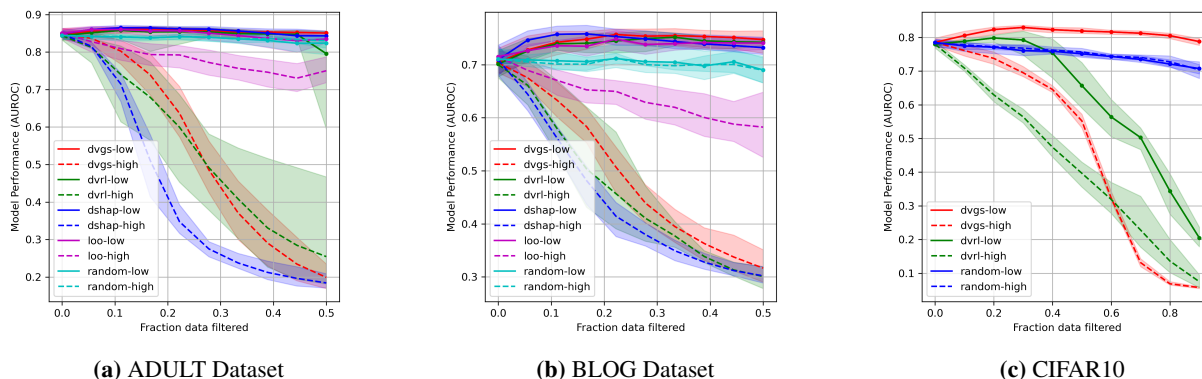 Model Performance (AUROC)
0.9
0.8
0.7
0.6
0.5
0.4
0.3
0.2
dvgs-low
dvgs-high
dvrl-low
dvrl-high
dshap-low
dshap-high
loo-low
loo-high
random-low
random-high
0.0 0.1 0.2 0.3 0.4 0.5
Fraction data filtered
(a) ADULT Dataset
Model Performance (AUROC)
0.8
0.7
0.6
0.5
0.4
0.3
dvgs-low
dvgs-high
dvrl-low
dvrl-high
dshap-low
dshap-high
loo-low
loo-high
random-low
random-high
0.0 0.1 0.2 0.3 0.4 0.5
Fraction data filtered
(b) BLOG Dataset
Model Performance (AUROC)
0.8
0.7
0.6
0.5
0.4
0.3
0.2
0.1
dvgs-low
dvgs-high
dvrl-low
dvrl-high
random-low
random-high
0.0 0.2 0.4 0.6 0.8
Fraction data filtered
(c) CIFAR10